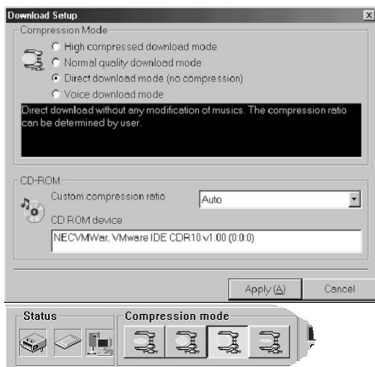 Download Setup
Compression Mode
High compressed download mode
Normal quality download mode
Direct download mode (no compression)
Voice download mode
Direct download without any modification of musics. The compression ratio
can be determined by user.
CD-ROM
Custom compression ratio
Auto
CD ROM device
NECVMWar, VMware IDE CDR10 v1.00 (0:0:0)
Apply (A)
Cancel
Status
Compression mode